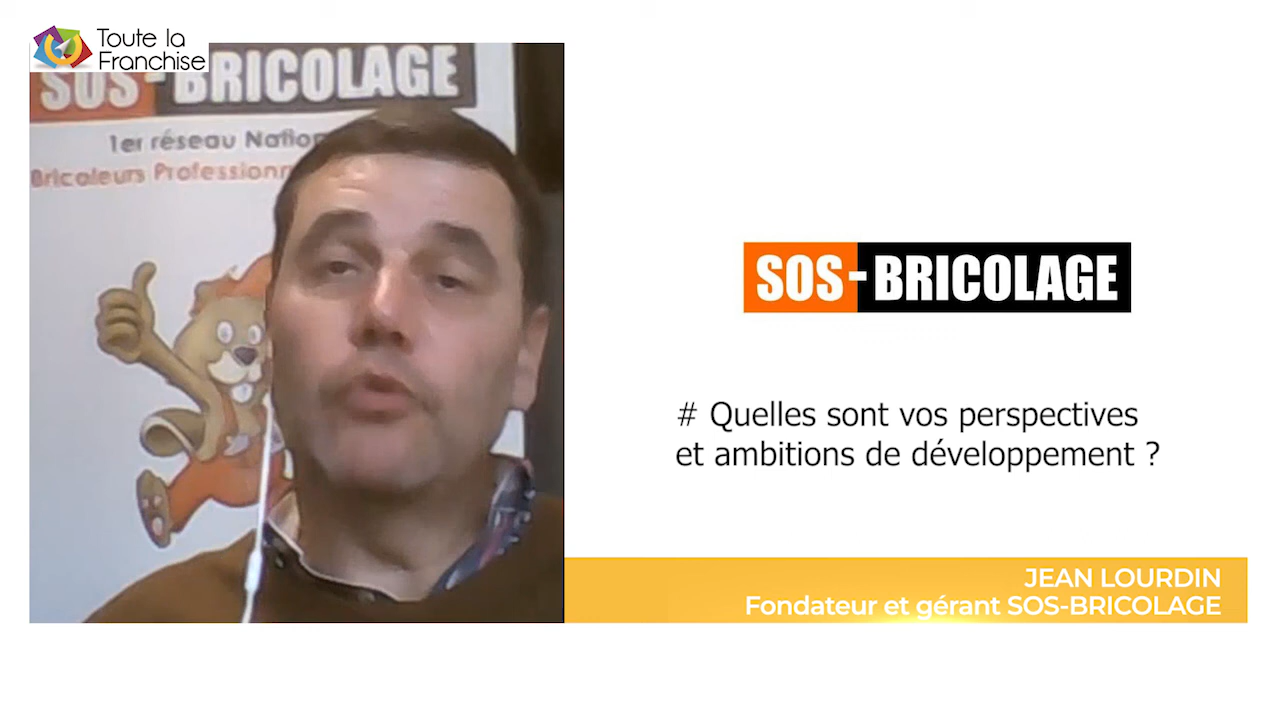 Toute la
Franchise
SOS-BRICOLAGE
1er réseau Nation
Bricoleurs Professionn
SOS-BRICOLAGE
# Quelles sont vos perspectives
et ambitions de développement ?
JEAN LOURDIN
Fondateur et gérant SOS-BRICOLAGE